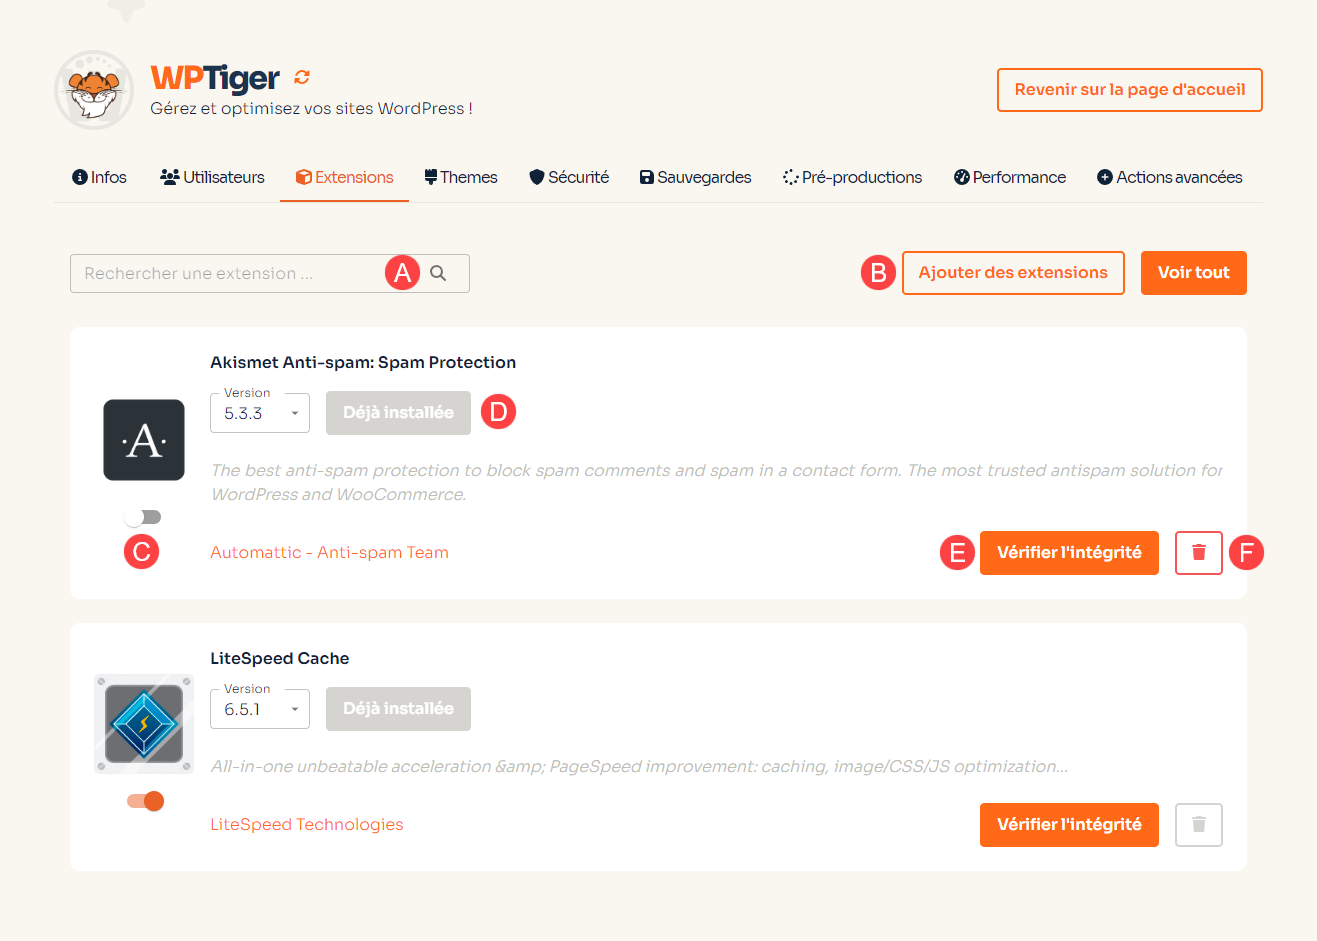 WPTiger
Gérez et optimisez vos sites WordPress !
Revenir sur la page d'accueil
Infos Utilisateurs Extensions Themes Sécurité Sauvegardes Pré-productions Performance Actions avancées
Rechercher une extension ... A B Ajouter des extensions Voir tout
Akismet Anti-spam: Spam Protection
Version
5.3.3 Déjà installée D
·A·
The best anti-spam protection to block spam comments and spam in a contact form. The most trusted antispam solution for
WordPress and WooCommerce.
C Automattic - Anti-spam Team E Vérifier l'intégrité F
LiteSpeed Cache
Version
6.5.1 Déjà installée
All-in-one unbeatable acceleration &amp; PageSpeed improvement: caching, image/CSS/JS optimization...
LiteSpeed Technologies Vérifier l'intégrité